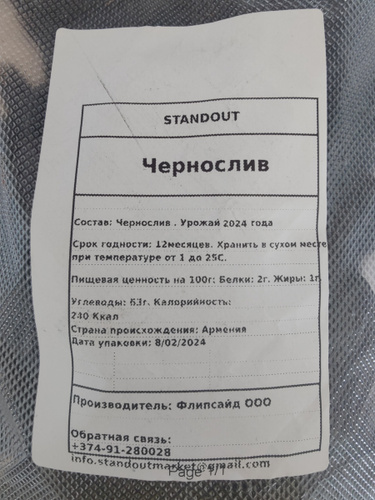 STANDOUT
Чернослив
Состав: Чернослив . Урожай 2024 года
Срок годности: 12месяцев. Хранить в сухом месте
при температуре от 1 до 25С.
Пищевая ценность на 100г: Белки: 2г. Жиры: 1г.
Углеводы: 63г. Калорийность:
240 Ккал
Страна происхождения: Армения
Дата упаковки: 8/02/2024
Производитель: Флипсайд ООО
Обратная связь:
+374-91-280028
info.standoutmarket@gmail.com
Page 1/1